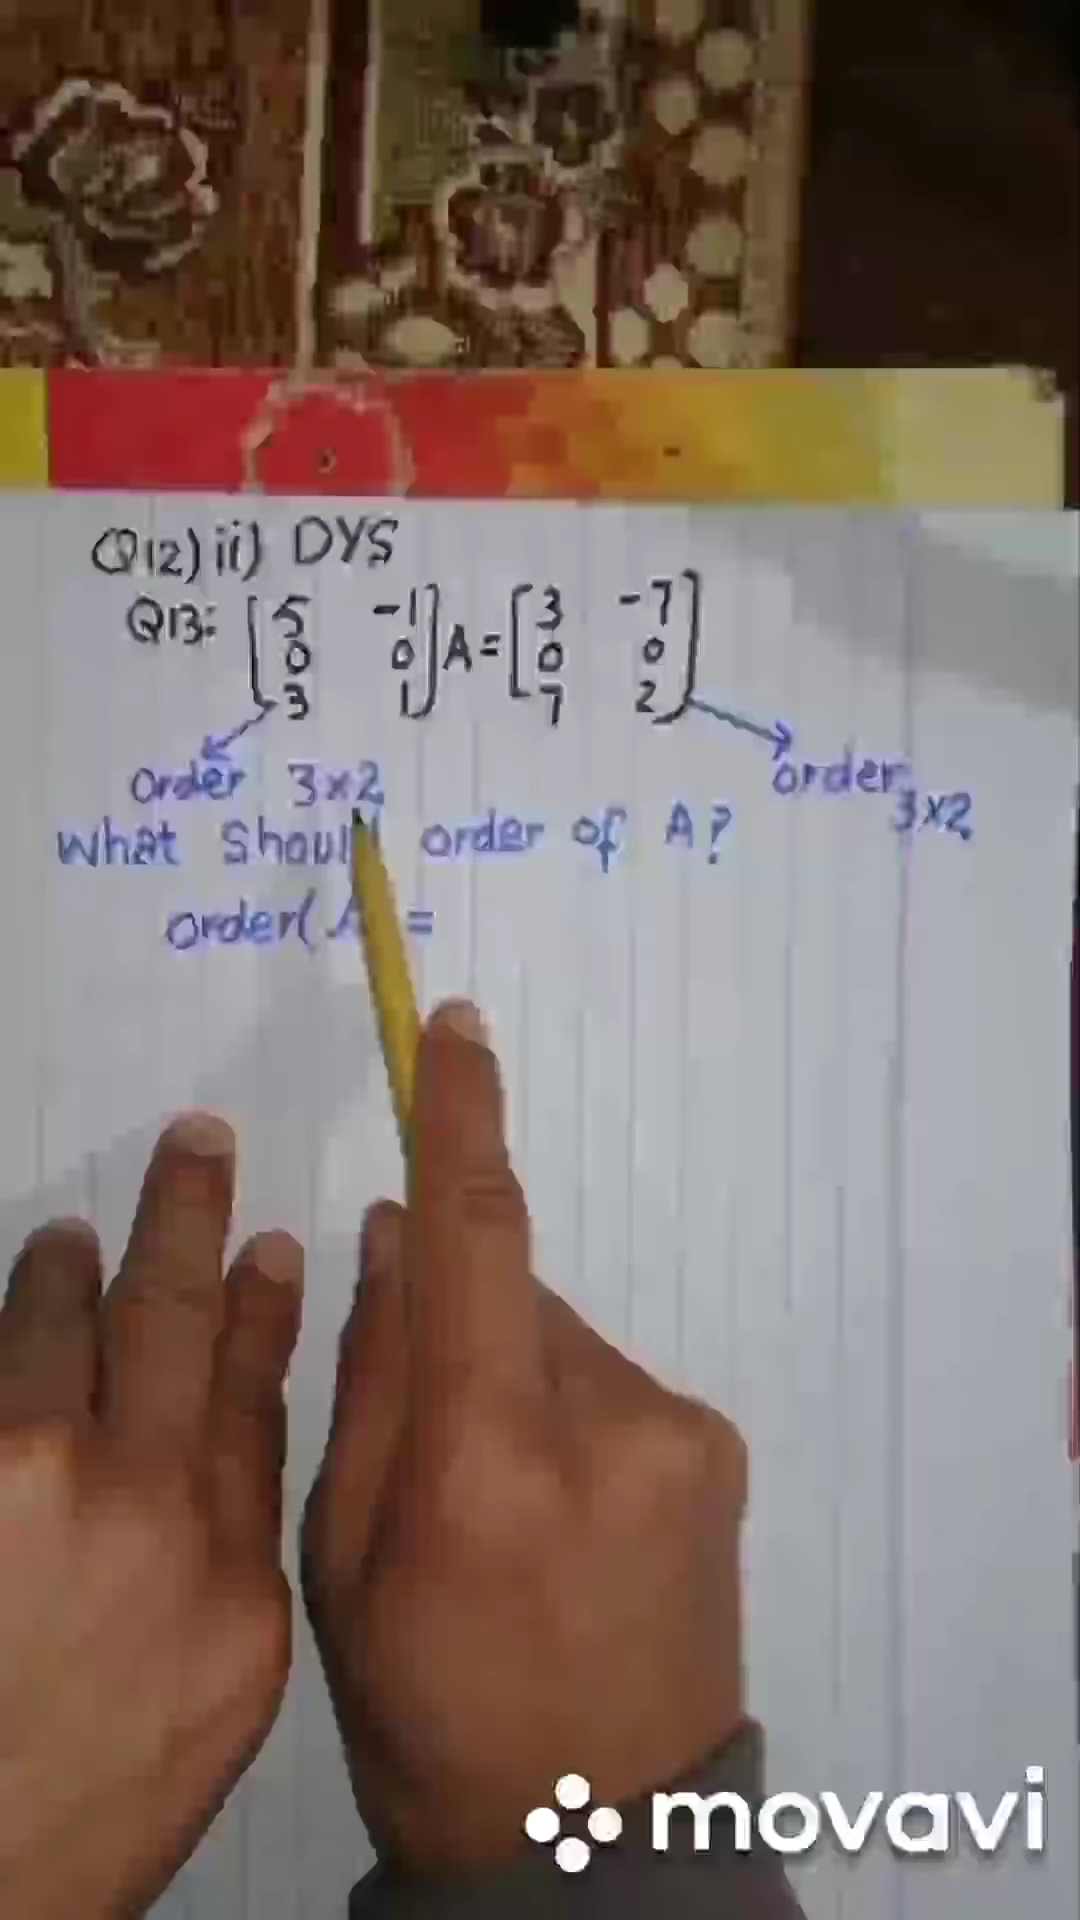 Q12) ii) DYS
Q13: [5 -1] A = [3 -7]
0 0 0 0
3 1 7 2
order 3×2 order 3×2
what should order of A?
order(A =
movavi